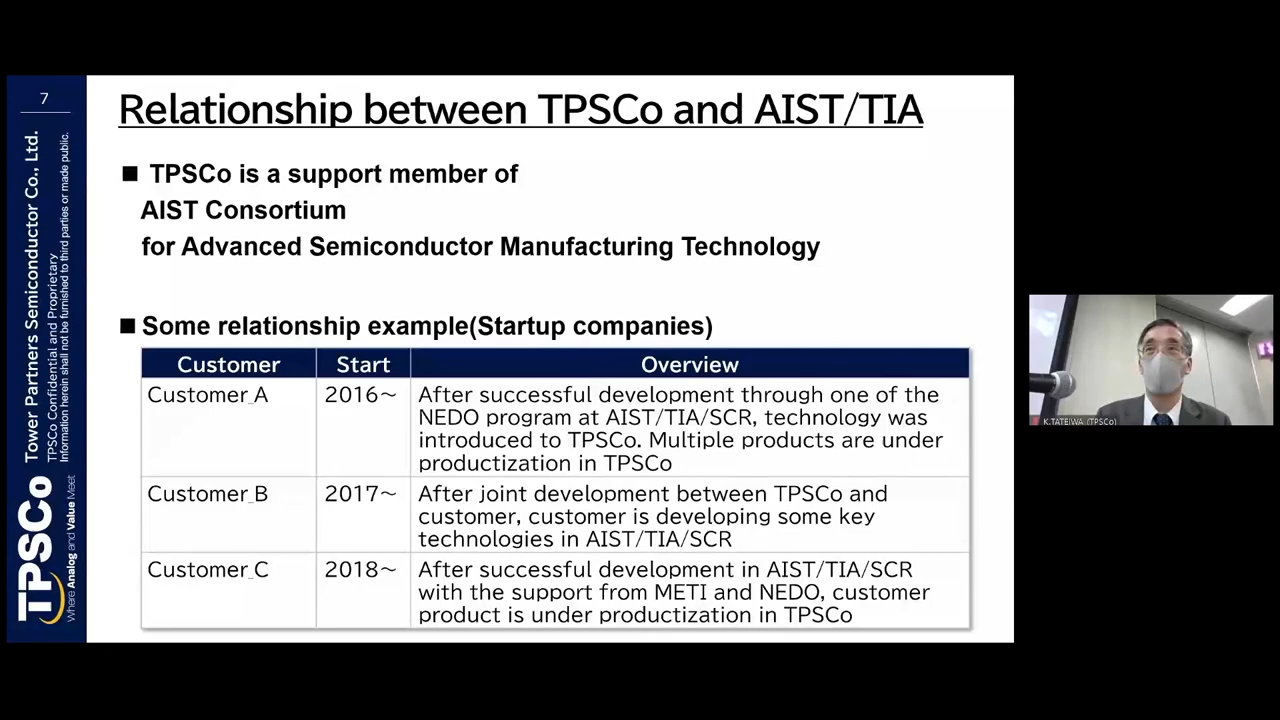 7
Tower Partners Semiconductor Co., Ltd.
TPSCo Confidential and Proprietary
Information herein shall not be furnished to third parties or made public.
TPSCo
Where Analog and Value Meet
Relationship between TPSCo and AIST/TIA
■ TPSCo is a support member of
AIST Consortium
for Advanced Semiconductor Manufacturing Technology
■ Some relationship example(Startup companies)
Customer Start Overview
Customer_A 2016～ After successful development through one of the
NEDO program at AIST/TIA/SCR, technology was
introduced to TPSCo. Multiple products are under
productization in TPSCo
Customer_B 2017～ After joint development between TPSCo and
customer, customer is developing some key
technologies in AIST/TIA/SCR
Customer_C 2018～ After successful development in AIST/TIA/SCR
with the support from METI and NEDO, customer
product is under productization in TPSCo
K.TATEIWA (TPSCo)